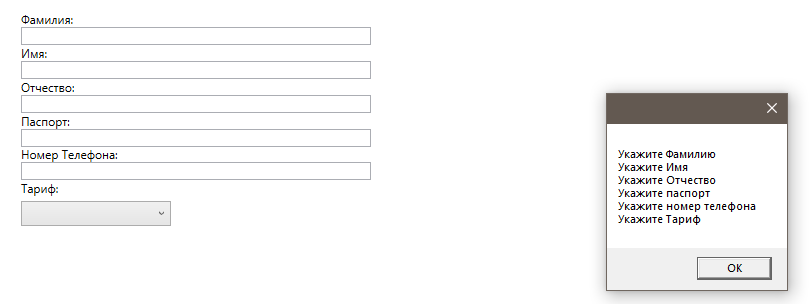 Фамилия:
Имя:
Отчество:
Паспорт:
Номер Телефона:
Тариф:
Укажите Фамилию
Укажите Имя
Укажите Отчество
Укажите паспорт
Укажите номер телефона
Укажите Тариф
OK